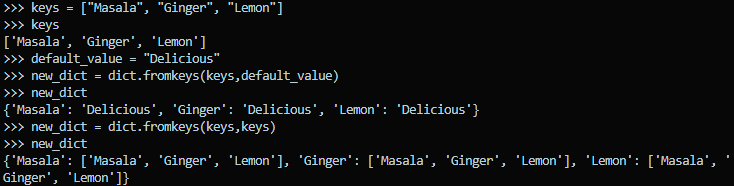 >>> keys = ["Masala", "Ginger", "Lemon"]
>>> keys
['Masala', 'Ginger', 'Lemon']
>>> default_value = "Delicious"
>>> new_dict = dict.fromkeys(keys,default_value)
>>> new_dict
{'Masala': 'Delicious', 'Ginger': 'Delicious', 'Lemon': 'Delicious'}
>>> new_dict = dict.fromkeys(keys,keys)
>>> new_dict
{'Masala': ['Masala', 'Ginger', 'Lemon'], 'Ginger': ['Masala', 'Ginger', 'Lemon'], 'Lemon': ['Masala', '
Ginger', 'Lemon']}